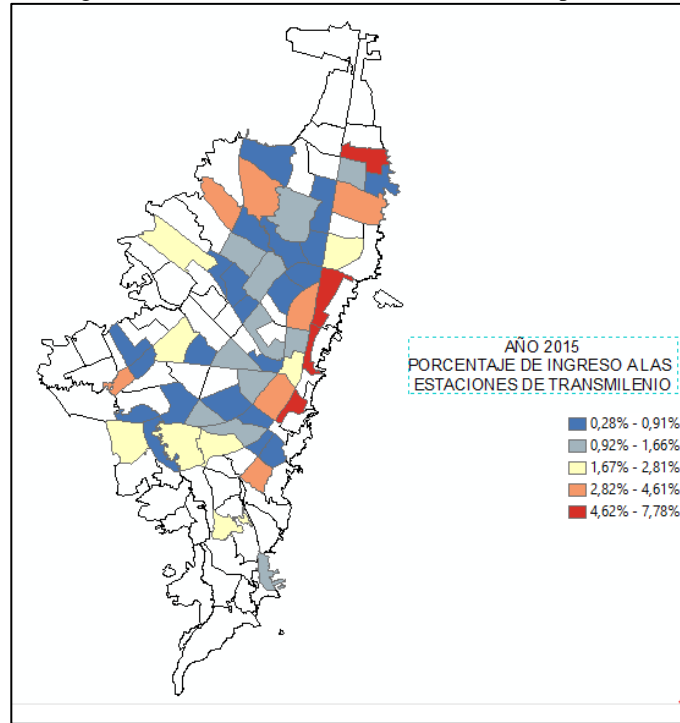 AÑO 2015
PORCENTAJE DE INGRESO A LAS
ESTACIONES DE TRANSMILENIO
0,28% - 0,91%
0,92% - 1,66%
1,67% - 2,81%
2,82% - 4,61%
4,62% - 7,78%